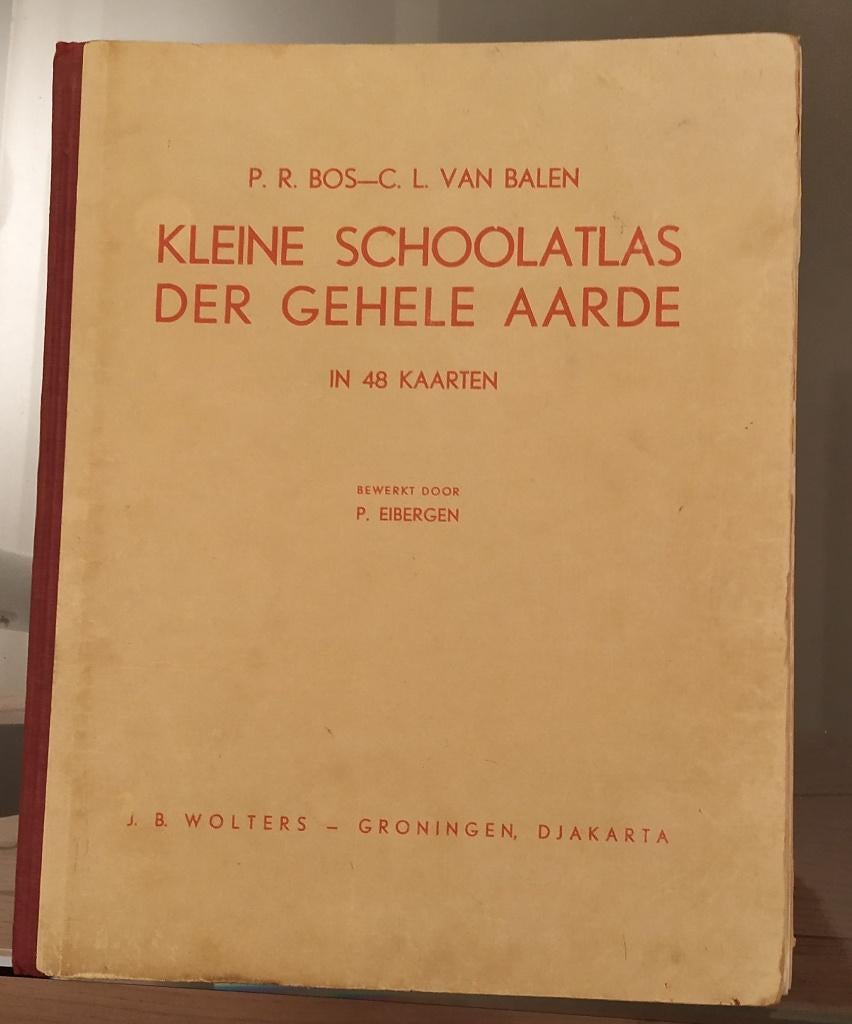 P. R. BOS—C. L. VAN BALEN
KLEINE SCHOOLATLAS
DER GEHELE AARDE
IN 48 KAARTEN
BEWERKT DOOR
P. EIBERGEN
J. B. WOLTERS – GRONINGEN, DJAKARTA